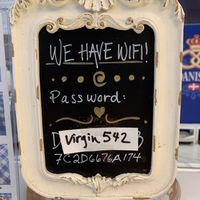 WE HAVE WIFI!
Password:
Virgin 542
7C2D6676A174